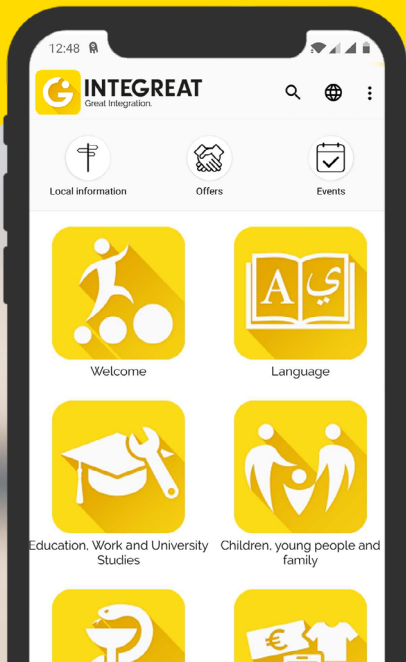 12:48
INTEGREAT
Great Integration.
Local information
Offers
Events
A ي
Welcome
Language
Education, Work and University
Studies
Children, young people and
family
€